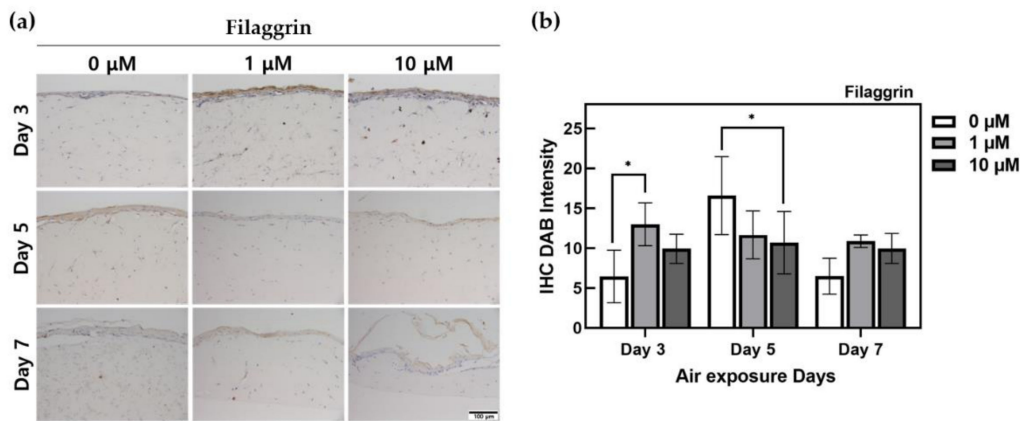 (a)
Filaggrin
0 μM 1 μM 10 μM
Day 3
Day 5
Day 7
100 μm
(b)
Filaggrin
0 μM
1 μM
10 μM
IHC DAB Intensity
25
20
15
10
5
0
*
*
Day 3 Day 5 Day 7
Air exposure Days